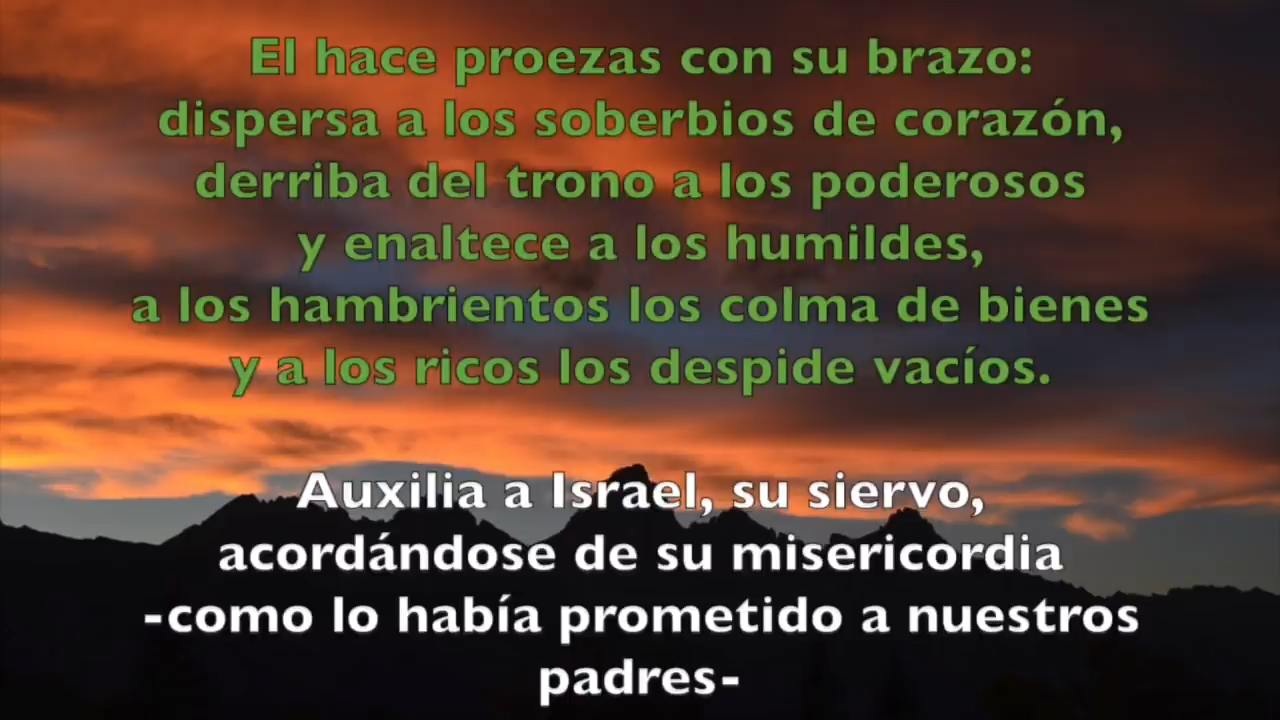 El hace proezas con su brazo:
dispersa a los soberbios de corazón,
derriba del trono a los poderosos
y enaltece a los humildes,
a los hambrientos los colma de bienes
y a los ricos los despide vacíos.
Auxilia a Israel, su siervo,
acordándose de su misericordia
-como lo había prometido a nuestros
padres-